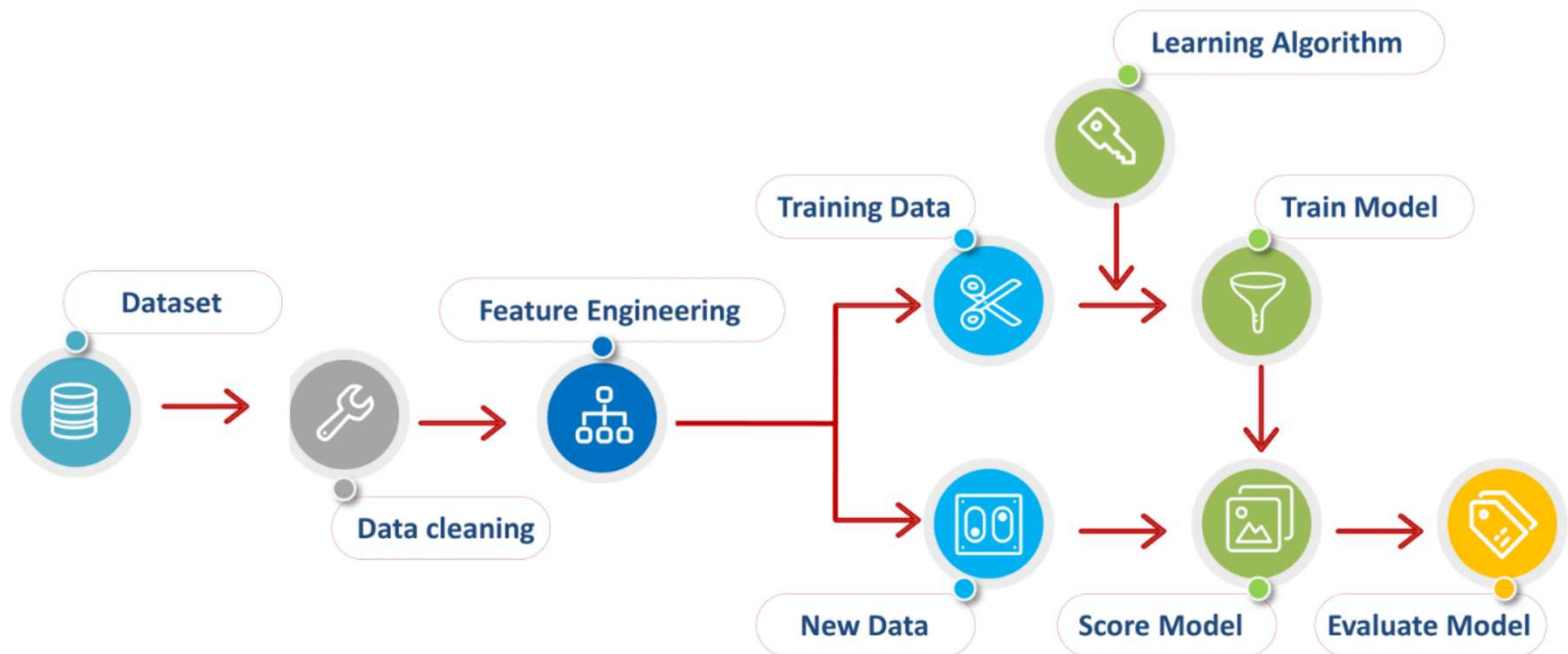 Learning Algorithm
Training Data
Train Model
Dataset
Feature Engineering
Data cleaning
New Data
Score Model
Evaluate Model